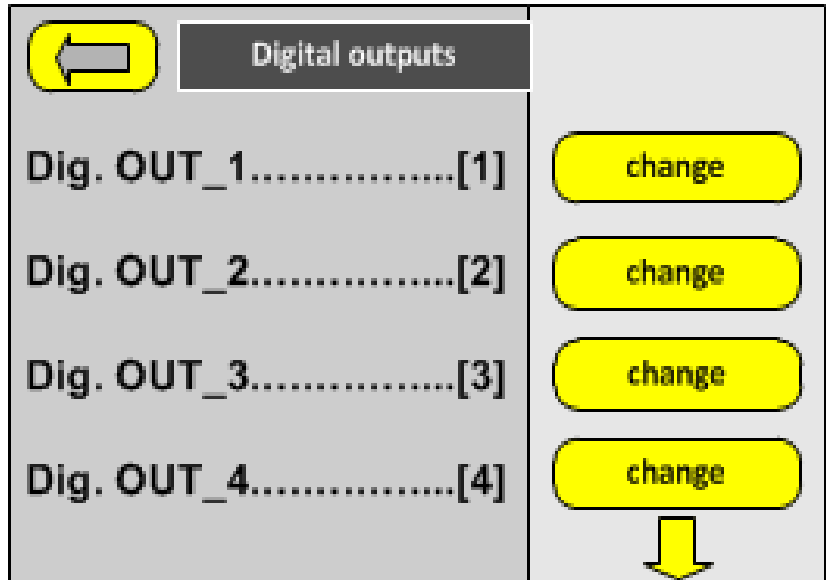 Digital outputs
Dig. OUT_1................[1] change
Dig. OUT_2................[2] change
Dig. OUT_3................[3] change
Dig. OUT_4................[4] change